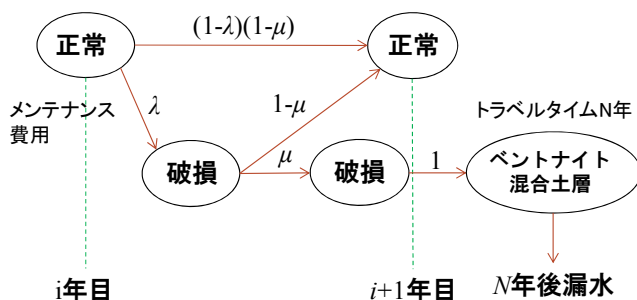 (1-λ)(1-μ)
正常
正常
メンテナンス
費用
λ
1-μ
トラベルタイムN年
破損
μ
破損
1
ベントナイト
混合土層
i年目
i+1年目
N年後漏水